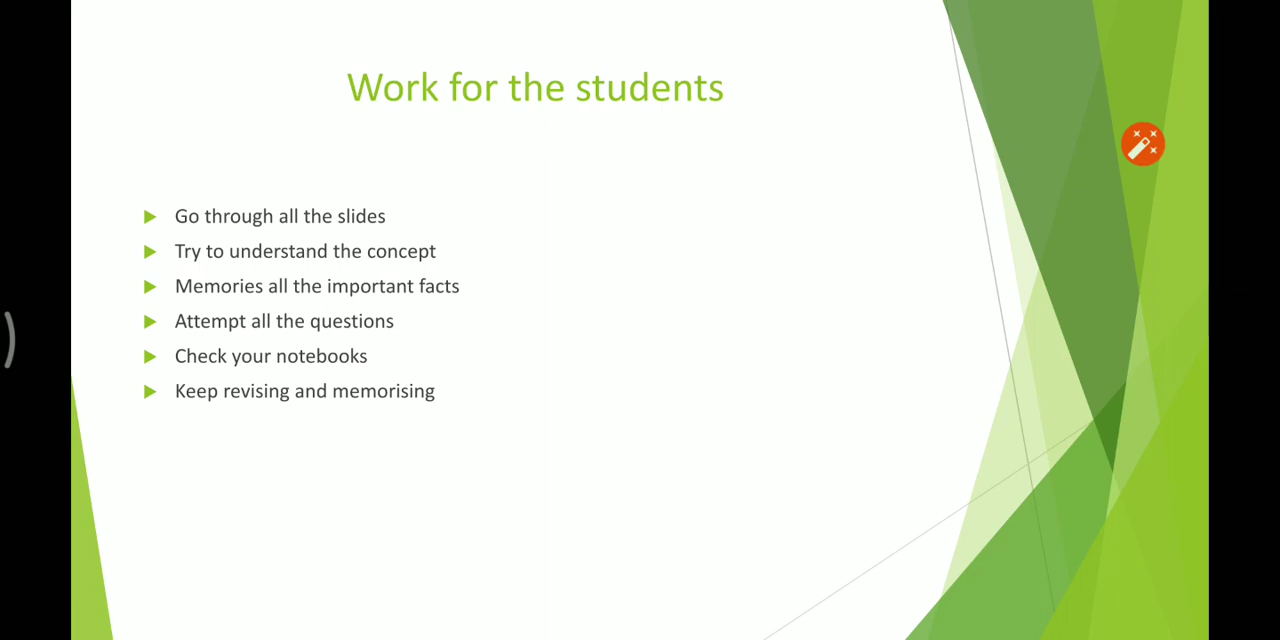 Work for the students
Go through all the slides
Try to understand the concept
Memories all the important facts
Attempt all the questions
Check your notebooks
Keep revising and memorising